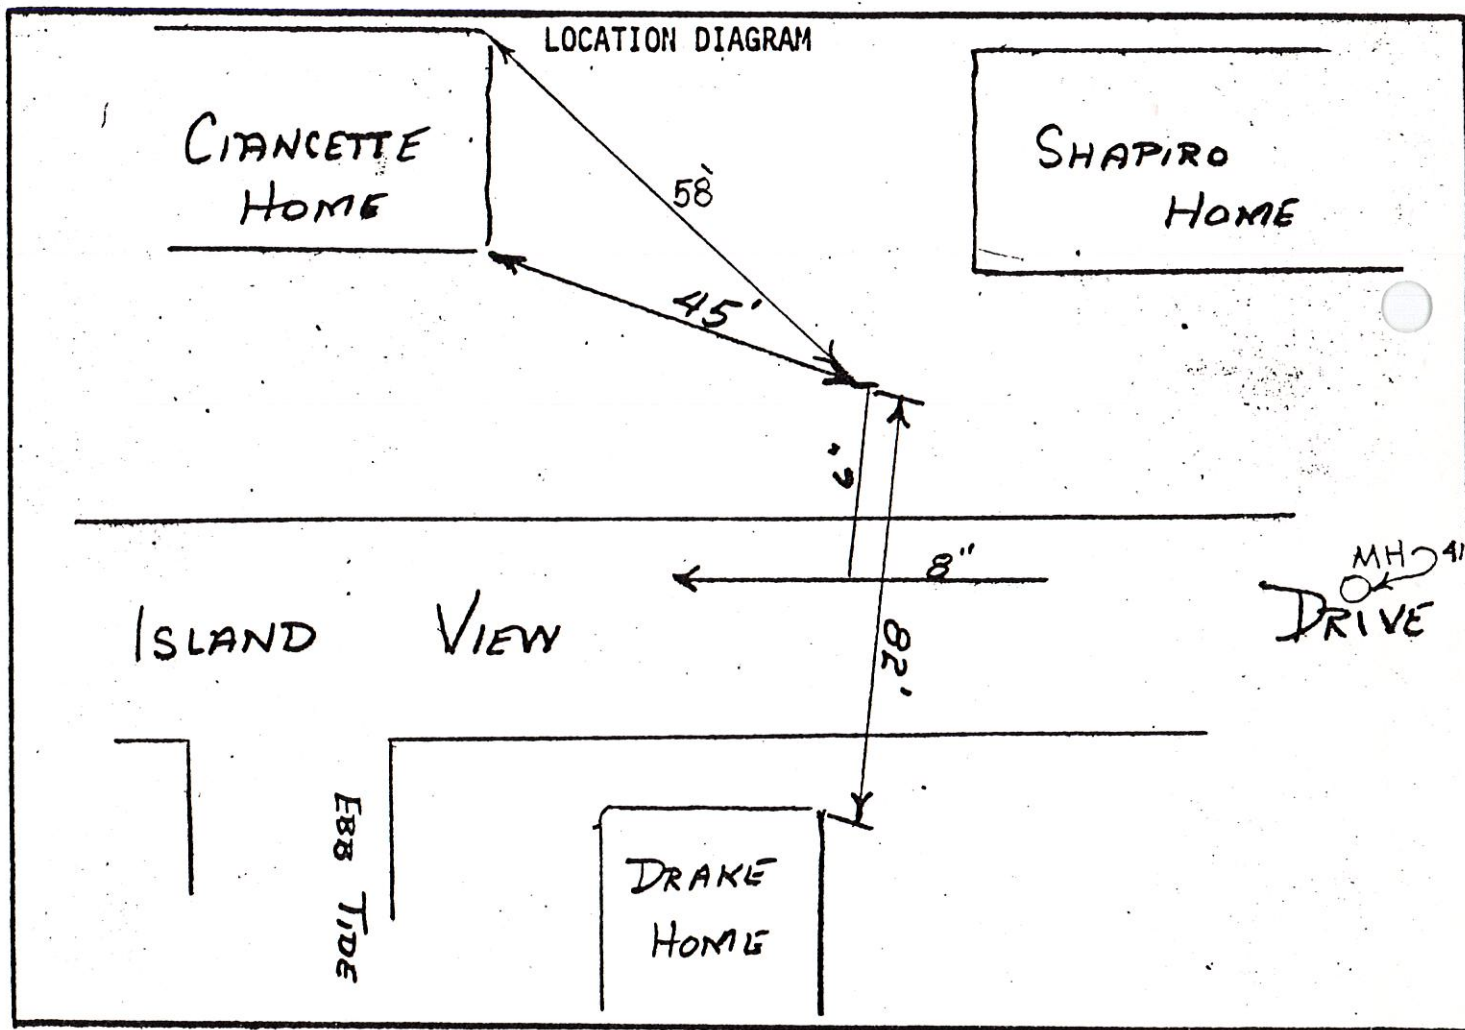 LOCATION DIAGRAM
CIANCETTE
HOME
SHAPIRO
HOME
58'
45'
6"
8"
MH 41
ISLAND VIEW DRIVE
82'
EBB TIDE
DRAKE
HOME